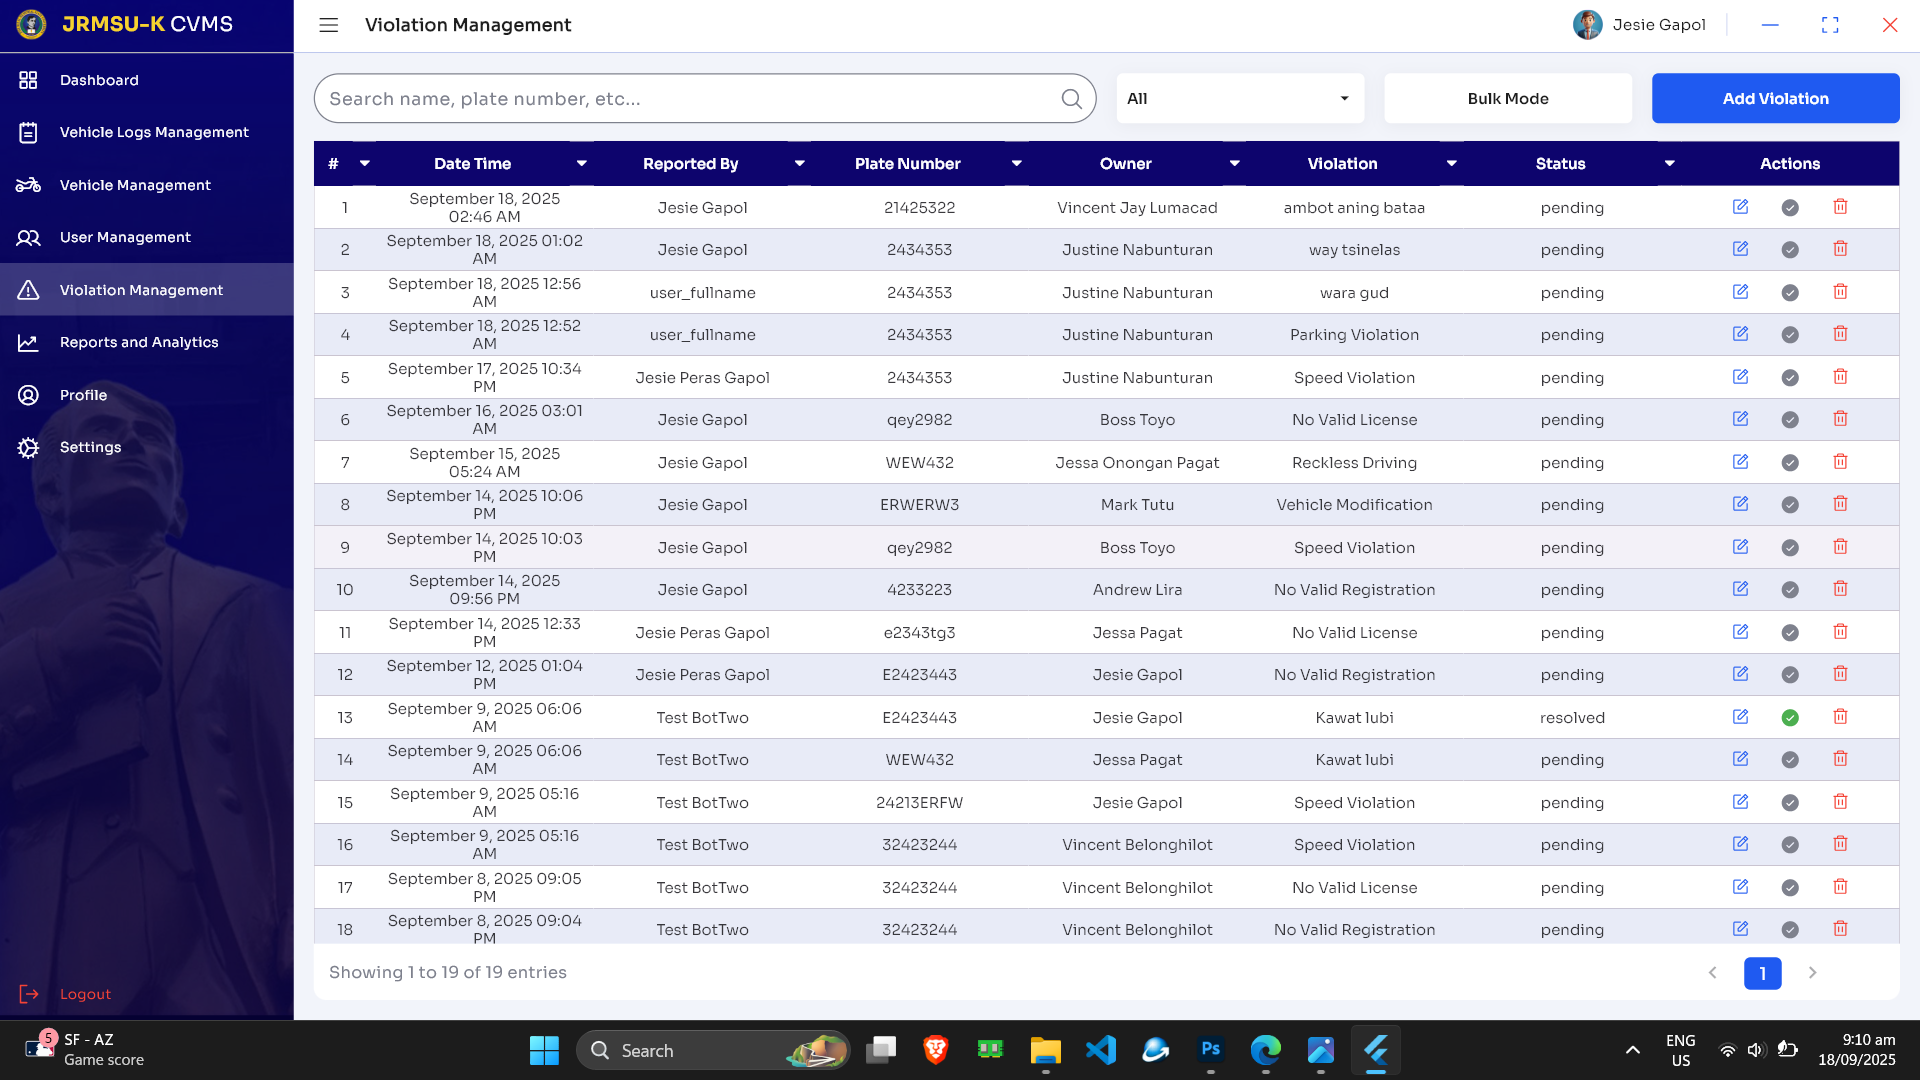 JRMSU-K CVMS
Violation Management
Jesie Gapol
Dashboard
Vehicle Logs Management
Vehicle Management
User Management
Violation Management
Reports and Analytics
Profile
Settings
Logout
Search name, plate number, etc...
All
Bulk Mode
Add Violation
# Date Time Reported By Plate Number Owner Violation Status Actions
1 September 18, 2025 02:46 AM Jesie Gapol 21425322 Vincent Jay Lumacad ambot aning bataa pending
2 September 18, 2025 01:02 AM Jesie Gapol 2434353 Justine Nabunturan way tsinelas pending
3 September 18, 2025 12:56 AM user_fullname 2434353 Justine Nabunturan wara gud pending
4 September 18, 2025 12:52 AM user_fullname 2434353 Justine Nabunturan Parking Violation pending
5 September 17, 2025 10:34 PM Jesie Peras Gapol 2434353 Justine Nabunturan Speed Violation pending
6 September 16, 2025 03:01 AM Jesie Gapol qey2982 Boss Toyo No Valid License pending
7 September 15, 2025 05:24 AM Jesie Gapol WEW432 Jessa Onongan Pagat Reckless Driving pending
8 September 14, 2025 10:06 PM Jesie Gapol ERWERW3 Mark Tutu Vehicle Modification pending
9 September 14, 2025 10:03 PM Jesie Gapol qey2982 Boss Toyo Speed Violation pending
10 September 14, 2025 09:56 PM Jesie Gapol 4233223 Andrew Lira No Valid Registration pending
11 September 14, 2025 12:33 PM Jesie Peras Gapol e2343tg3 Jessa Pagat No Valid License pending
12 September 12, 2025 01:04 PM Jesie Peras Gapol E2423443 Jesie Gapol No Valid Registration pending
13 September 9, 2025 06:06 AM Test BotTwo E2423443 Jesie Gapol Kawat lubi resolved
14 September 9, 2025 06:06 AM Test BotTwo WEW432 Jessa Pagat Kawat lubi pending
15 September 9, 2025 05:16 AM Test BotTwo 24213ERFW Jesie Gapol Speed Violation pending
16 September 9, 2025 05:16 AM Test BotTwo 32423244 Vincent Belonghilot Speed Violation pending
17 September 8, 2025 09:05 PM Test BotTwo 32423244 Vincent Belonghilot No Valid License pending
18 September 8, 2025 09:04 PM Test BotTwo 32423244 Vincent Belonghilot No Valid Registration pending
Showing 1 to 19 of 19 entries
1
5
SF - AZ
Game score
Search
Ps
ENG
US
9:10 am
18/09/2025